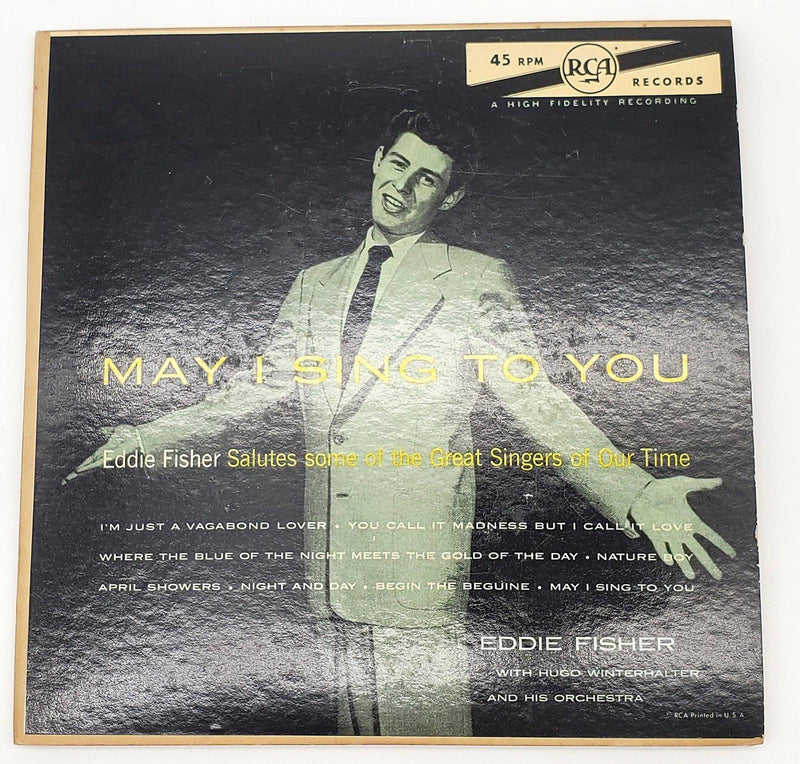 45 RPM RCA RECORDS
A HIGH FIDELITY RECORDING
MAY I SING TO YOU
Eddie Fisher Salutes some of the Great Singers of Our Time
I'M JUST A VAGABOND LOVER • YOU CALL IT MADNESS BUT I CALL IT LOVE
WHERE THE BLUE OF THE NIGHT MEETS THE GOLD OF THE DAY • NATURE BOY
APRIL SHOWERS • NIGHT AND DAY • BEGIN THE BEGUINE • MAY I SING TO YOU
EDDIE FISHER
WITH HUGO WINTERHALTER
AND HIS ORCHESTRA
© RCA Printed in U. S. A.